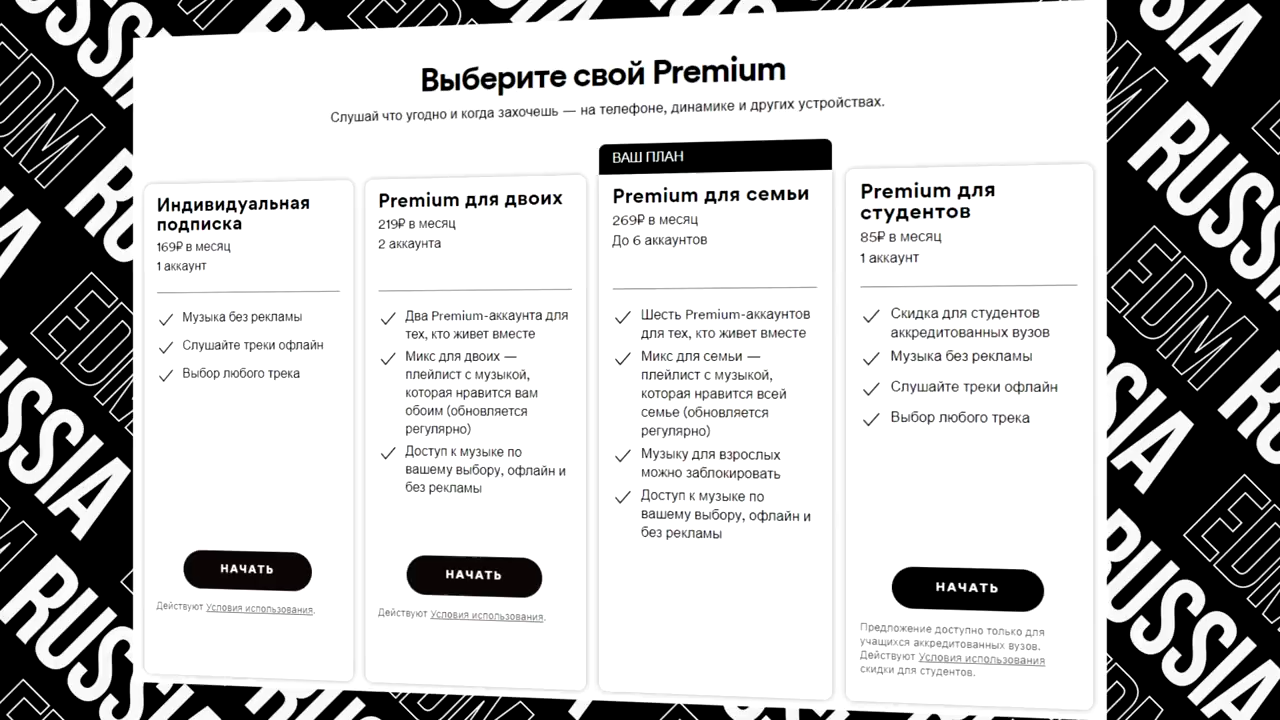 Выберите свой Premium
Слушай что угодно и когда захочешь — на телефоне, динамике и других устройствах.
Индивидуальная
подписка
169₽ в месяц
1 аккаунт
Музыка без рекламы
Слушайте треки офлайн
Выбор любого трека
НАЧАТЬ
Действуют Условия использования.
Premium для двоих
219₽ в месяц
2 аккаунта
Два Premium-аккаунта для
тех, кто живет вместе
Микс для двоих —
плейлист с музыкой,
которая нравится вам
обоим (обновляется
регулярно)
Доступ к музыке по
вашему выбору, офлайн и
без рекламы
НАЧАТЬ
Действуют Условия использования.
ВАШ ПЛАН
Premium для семьи
269₽ в месяц
До 6 аккаунтов
Шесть Premium-аккаунтов
для тех, кто живет вместе
Микс для семьи —
плейлист с музыкой,
которая нравится всей
семье (обновляется
регулярно)
Музыку для взрослых
можно заблокировать
Доступ к музыке по
вашему выбору, офлайн и
без рекламы
Premium для
студентов
85₽ в месяц
1 аккаунт
Скидка для студентов
аккредитованных вузов
Музыка без рекламы
Слушайте треки офлайн
Выбор любого трека
НАЧАТЬ
Предложение доступно только для
учащихся аккредитованных вузов.
Действуют Условия использования
скидки для студентов.
EDM
RUSSIA
EDM
RUSSIA
EDM
RUSSIA